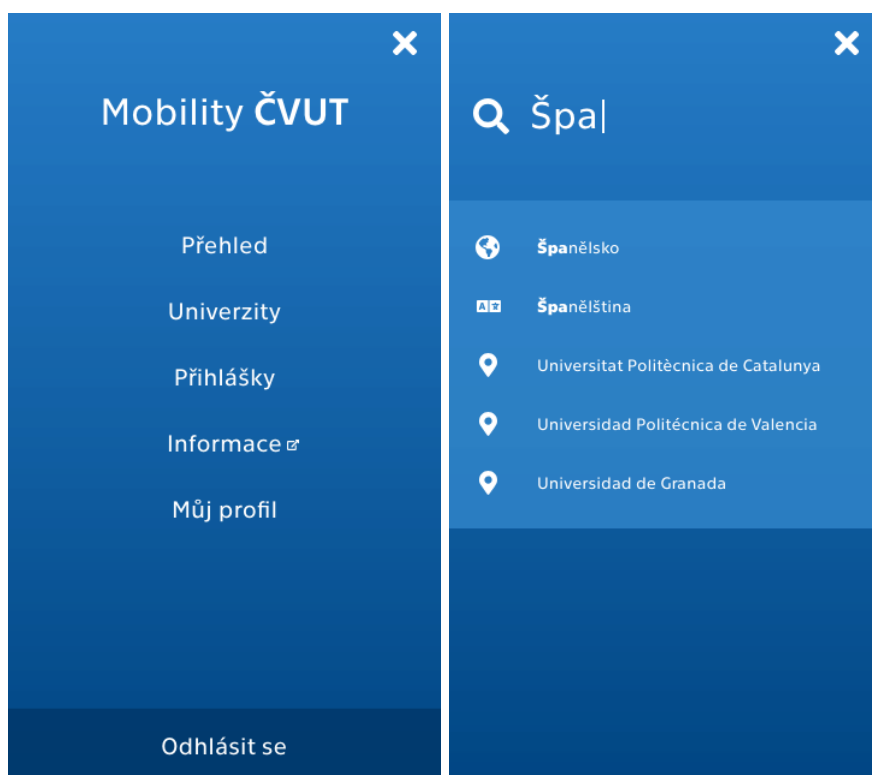 Mobility ČVUT
Přehled
Univerzity
Přihlášky
Informace
Můj profil
Odhlásit se
Špa
Španělsko
Španělština
Universitat Politècnica de Catalunya
Universidad Politécnica de Valencia
Universidad de Granada